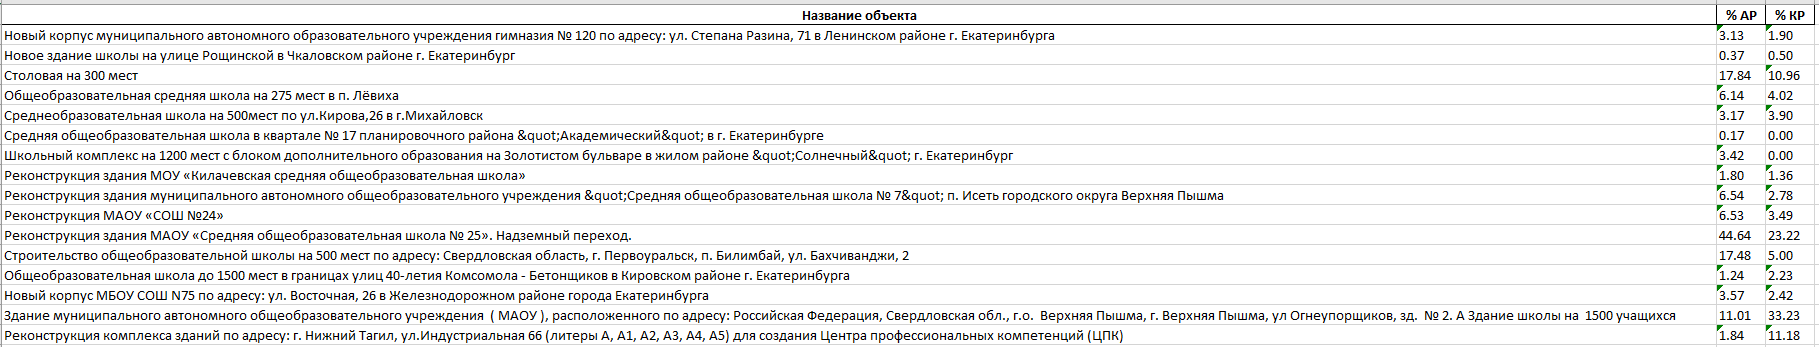 Название объекта % АР % КР
Новый корпус муниципального автономного образовательного учреждения гимназия № 120 по адресу: ул. Степана Разина, 71 в Ленинском районе г. Екатеринбурга 3.13 1.90
Новое здание школы на улице Рощинской в Чкаловском районе г. Екатеринбург 0.37 0.50
Столовая на 300 мест 17.84 10.96
Общеобразовательная средняя школа на 275 мест в п. Лёвиха 6.14 4.02
Среднеобразовательная школа на 500мест по ул.Кирова,26 в г.Михайловск 3.17 3.90
Средняя общеобразовательная школа в квартале № 17 планировочного района &quot;Академический&quot; в г. Екатеринбурге 0.17 0.00
Школьный комплекс на 1200 мест с блоком дополнительного образования на Золотистом бульваре в жилом районе &quot;Солнечный&quot; г. Екатеринбург 3.42 0.00
Реконструкция здания МОУ «Килачевская средняя общеобразовательная школа» 1.80 1.36
Реконструкция здания муниципального автономного общеобразовательного учреждения &quot;Средняя общеобразовательная школа № 7&quot; п. Исеть городского округа Верхняя Пышма 6.54 2.78
Реконструкция МАОУ «СОШ №24» 6.53 3.49
Реконструкция здания МАОУ «Средняя общеобразовательная школа № 25». Надземный переход. 44.64 23.22
Строительство общеобразовательной школы на 500 мест по адресу: Свердловская область, г. Первоуральск, п. Билимбай, ул. Бахчиванджи, 2 17.48 5.00
Общеобразовательная школа до 1500 мест в границах улиц 40-летия Комсомола - Бетонщиков в Кировском районе г. Екатеринбурга 1.24 2.23
Новый корпус МБОУ СОШ N75 по адресу: ул. Восточная, 26 в Железнодорожном районе города Екатеринбурга 3.57 2.42
Здание муниципального автономного общеобразовательного учреждения ( МАОУ ), расположенного по адресу: Российская Федерация, Свердловская обл., г.о. Верхняя Пышма, г. Верхняя Пышма, ул Огнеупорщиков, зд. № 2. А Здание школы на 1500 учащихся 11.01 33.23
Реконструкция комплекса зданий по адресу: г. Нижний Тагил, ул.Индустриальная 66 (литеры А, А1, А2, А3, А4, А5) для создания Центра профессиональных компетенций (ЦПК) 1.84 11.18